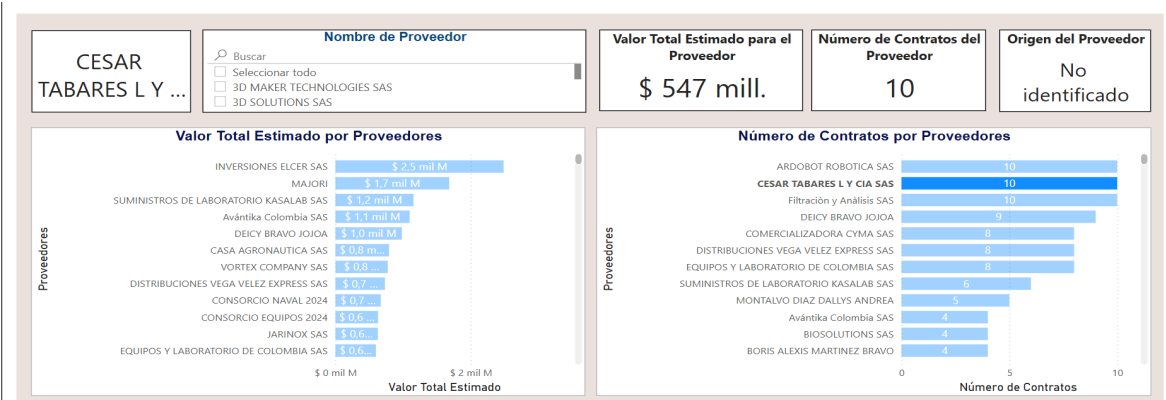 CESAR
TABARES L Y ...
Nombre de Proveedor
Buscar
Seleccionar todo
3D MAKER TECHNOLOGIES SAS
3D SOLUTIONS SAS
Valor Total Estimado para el
Proveedor
$ 547 mill.
Número de Contratos del
Proveedor
10
Origen del Proveedor
No
identificado
Valor Total Estimado por Proveedores
Proveedores
INVERSIONES ELCER SAS $ 2,5 mil M
MAJORI $ 1,7 mil M
SUMINISTROS DE LABORATORIO KASALAB SAS $ 1,2 mil M
Avántika Colombia SAS $ 1,1 mil M
DEICY BRAVO JOJOA $ 1,0 mil M
CASA AGRONAUTICA SAS $ 0,8 m...
VORTEX COMPANY SAS $ 0,8 ...
DISTRIBUCIONES VEGA VELEZ EXPRESS SAS $ 0,7 ...
CONSORCIO NAVAL 2024 $ 0,7 ...
CONSORCIO EQUIPOS 2024 $ 0,6 ...
JARINOX SAS $ 0,6...
EQUIPOS Y LABORATORIO DE COLOMBIA SAS $ 0,6...
$ 0 mil M $ 2 mil M
Valor Total Estimado
Número de Contratos por Proveedores
Proveedores
ARDOBOT ROBOTICA SAS 10
CESAR TABARES L Y CIA SAS 10
Filtración y Análisis SAS 10
DEICY BRAVO JOJOA 9
COMERCIALIZADORA CYMA SAS 8
DISTRIBUCIONES VEGA VELEZ EXPRESS SAS 8
EQUIPOS Y LABORATORIO DE COLOMBIA SAS 8
SUMINISTROS DE LABORATORIO KASALAB SAS 6
MONTALVO DIAZ DALLYS ANDREA 5
Avántika Colombia SAS 4
BIOSOLUTIONS SAS 4
BORIS ALEXIS MARTINEZ BRAVO 4
0 5 10
Número de Contratos